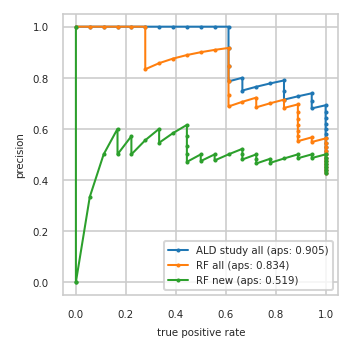 1.0
0.8
0.6
0.4
0.2
0.0
precision
ALD study all (aps: 0.905)
RF all (aps: 0.834)
RF new (aps: 0.519)
0.0 0.2 0.4 0.6 0.8 1.0
true positive rate